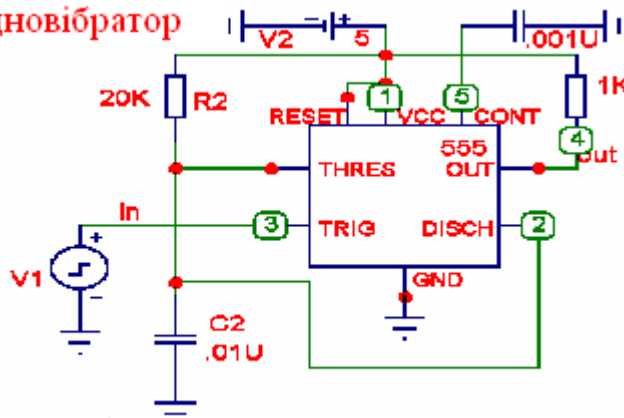 дновібратор
V2
5
.001U
20K
R2
1K
RESET
1
VCC
5
CONT
555
4
THRES
OUT
out
In
3
TRIG
DISCH
2
V1
GND
C2
.01U